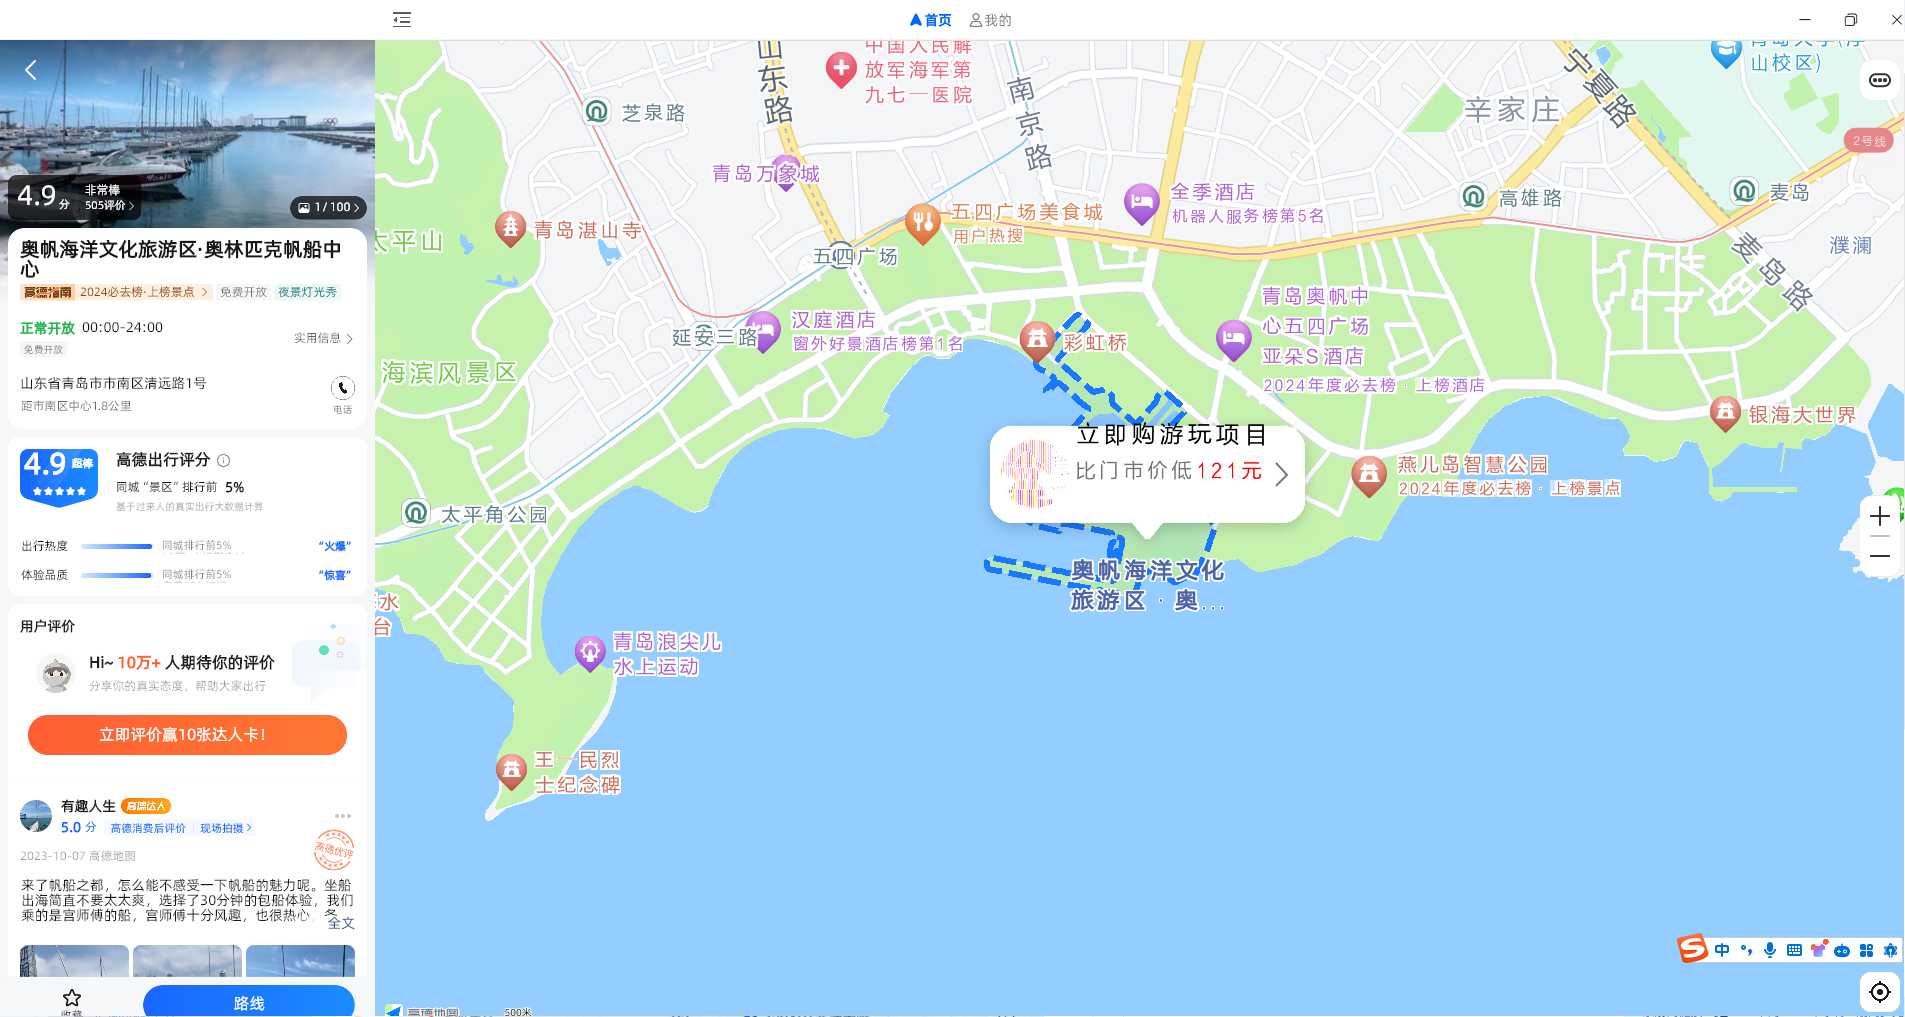 首页
我的
4.9分
非常棒
505评价
1/100
奥帆海洋文化旅游区·奥林匹克帆船中
心
高德指南 2024必去榜·上榜景点 免费开放 夜景灯光秀
正常开放 00:00-24:00
实用信息
免费开放
山东省青岛市市南区清远路1号
距市南区中心1.8公里
电话
4.9 超棒
高德出行评分
同城“景区”排行前 5%
基于过来人的真实出行大数据计算
出行热度 同城排行前5% “火爆”
体验品质 同城排行前5% “惊喜”
用户评价
Hi~ 10万+ 人期待你的评价
分享你的真实态度，帮助大家出行
立即评价赢10张达人卡！
有趣人生 高德达人
5.0 分 高德消费后评价 现场拍摄
高德优评
2023-10-07 高德地图
来了帆船之都，怎么能不感受一下帆船的魅力呢。坐船
出海简直不要太太爽，选择了30分钟的包船体验，我们
乘的是宫师傅的船，宫师傅十分风趣，也很热心，
全文
收藏
路线
山东路
中国人民解
放军海军第
九七一医院
南京路
宁夏路
青岛大学(浮
山校区)
芝泉路
辛家庄
2号线
青岛万象城
全季酒店
机器人服务榜第5名
高雄路
麦岛
五四广场美食城
用户热搜
青岛湛山寺
太平山
五四广场
濮澜
麦岛路
青岛奥帆中
心五四广场
亚朵S酒店
2024年度必去榜·上榜酒店
延安三路
汉庭酒店
窗外好景酒店榜第1名
彩虹桥
海滨风景区
银海大世界
立即购游玩项目
比门市价低121元
燕儿岛智慧公园
2024年度必去榜·上榜景点
太平角公园
奥帆海洋文化
旅游区·奥...
水
台
青岛浪尖儿
水上运动
王一民烈
士纪念碑
中
高德地图
500米